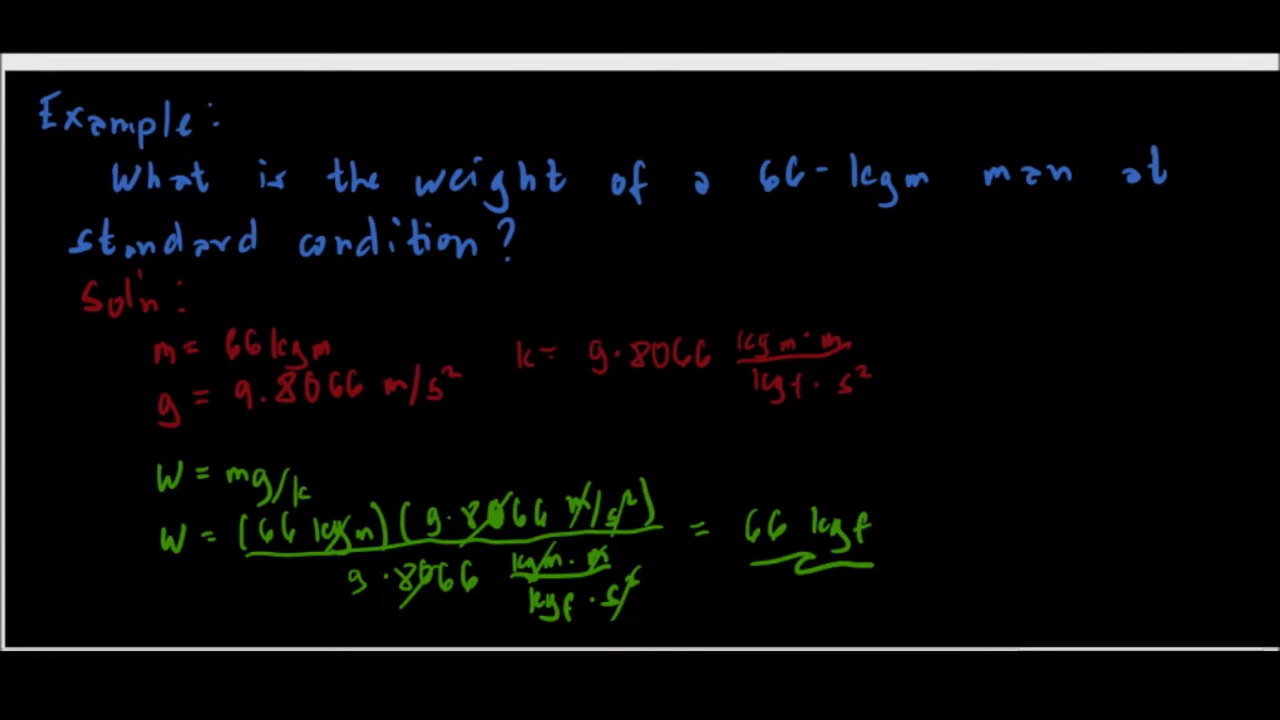 Example:
What is the weight of a 66-kgm man at
standard condition?
Sol'n:
m = 66 kgm
g = 9.8066 m/s²
k = 9.8066 kgm·m / kgf·s²
W = mg/k
W = (66 kgm)(9.8066 m/s²) / 9.8066 kgm·m / kgf·s² = 66 kgf